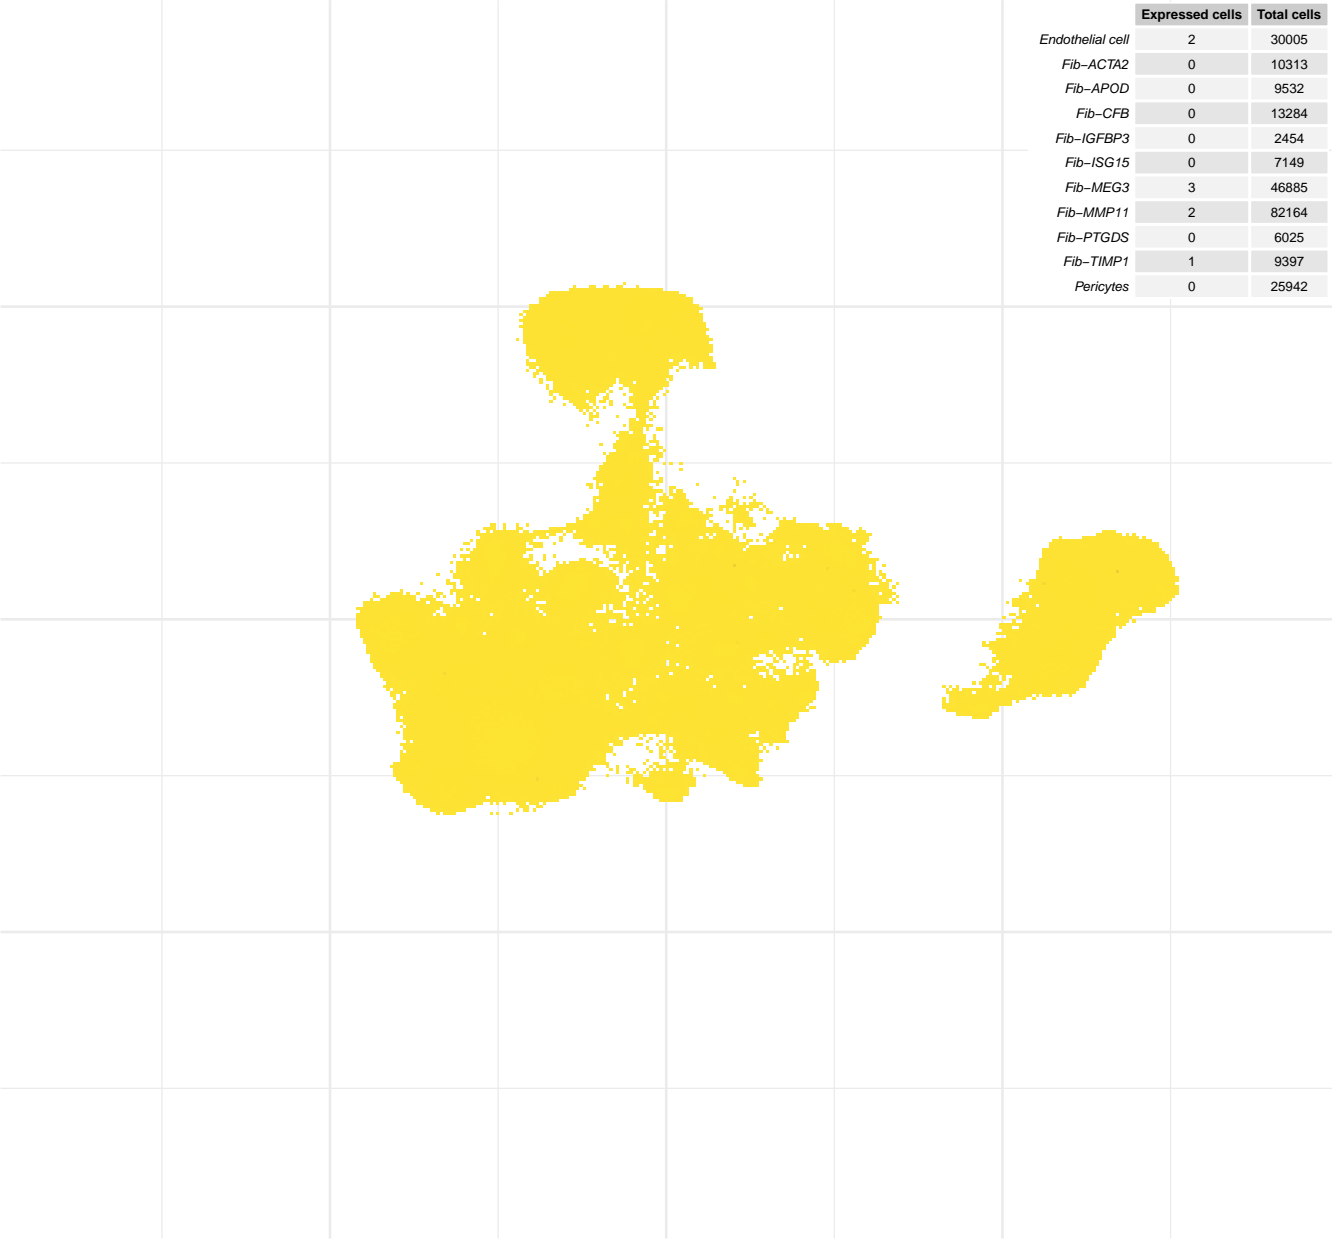 Expressed cells Total cells
Endothelial cell 2 30005
Fib−ACTA2 0 10313
Fib−APOD 0 9532
Fib−CFB 0 13284
Fib−IGFBP3 0 2454
Fib−ISG15 0 7149
Fib−MEG3 3 46885
Fib−MMP11 2 82164
Fib−PTGDS 0 6025
Fib−TIMP1 1 9397
Pericytes 0 25942